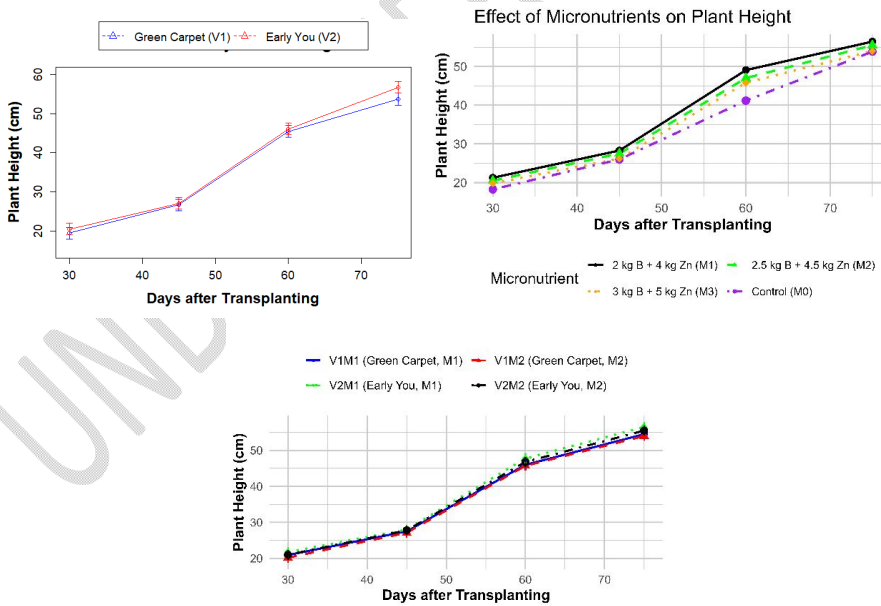 Green Carpet (V1) Early You (V2)
Plant Height (cm)
60
50
40
30
20
30 40 50 60 70
Days after Transplanting
Effect of Micronutrients on Plant Height
Plant Height (cm)
50
40
30
20
30 40 50 60 70
Days after Transplanting
Micronutrient
2 kg B + 4 kg Zn (M1) 2.5 kg B + 4.5 kg Zn (M2)
3 kg B + 5 kg Zn (M3) Control (M0)
V1M1 (Green Carpet, M1) V1M2 (Green Carpet, M2)
V2M1 (Early You, M1) V2M2 (Early You, M2)
Plant Height (cm)
50
30
20
30 40 50 60 70
Days after Transplanting
UND